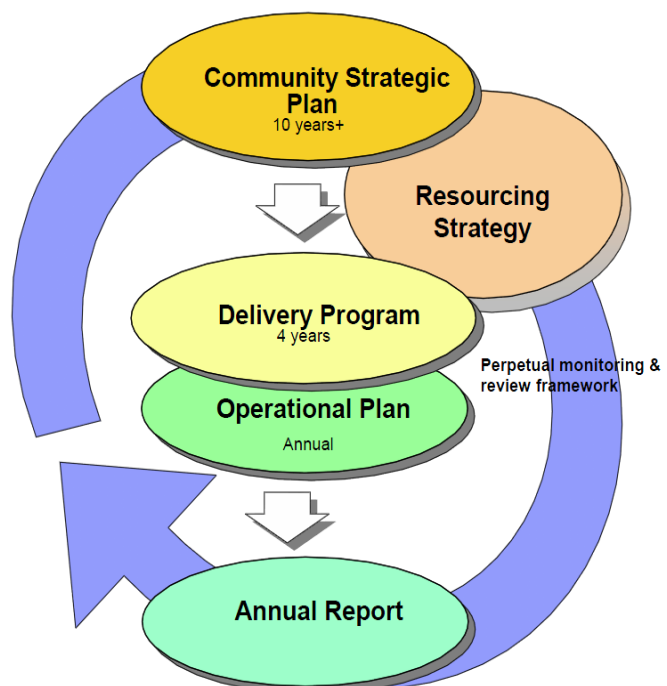 Community Strategic
Plan
10 years+
Resourcing
Strategy
Delivery Program
4 years
Perpetual monitoring &
review framework
Operational Plan
Annual
Annual Report